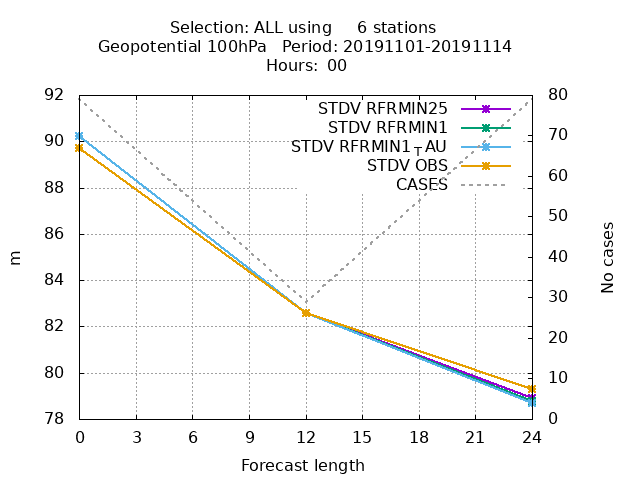 Selection: ALL using     6 stations
Geopotential 100hPa   Period: 20191101-20191114
Hours: 00
92
90
88
86
84
82
80
78
m
80
70
60
50
40
30
20
10
0
No cases
STDV RFRMIN25
STDV RFRMIN1
STDV RFRMIN1TAU
STDV OBS
CASES
0 3 6 9 12 15 18 21 24
Forecast length